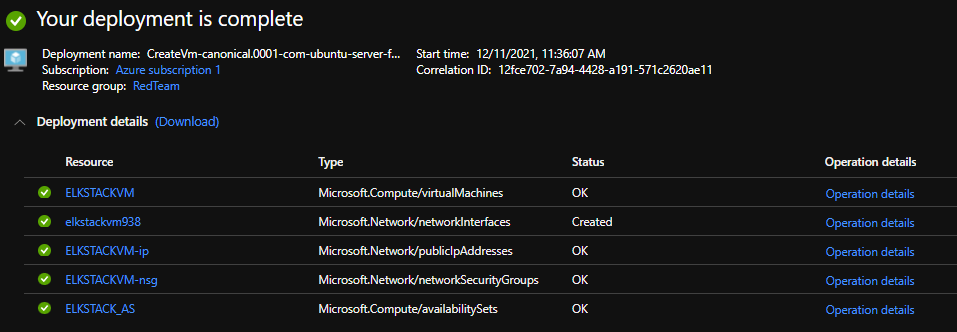 Your deployment is complete
Deployment name: CreateVm-canonical.0001-com-ubuntu-server-f... Start time: 12/11/2021, 11:36:07 AM
Subscription: Azure subscription 1 Correlation ID: 12fce702-7a94-4428-a191-571c2620ae11
Resource group: RedTeam
Deployment details (Download)
Resource Type Status Operation details
ELKSTACKVM Microsoft.Compute/virtualMachines OK Operation details
elkstackvm938 Microsoft.Network/networkInterfaces Created Operation details
ELKSTACKVM-ip Microsoft.Network/publicIpAddresses OK Operation details
ELKSTACKVM-nsg Microsoft.Network/networkSecurityGroups OK Operation details
ELKSTACK_AS Microsoft.Compute/availabilitySets OK Operation details